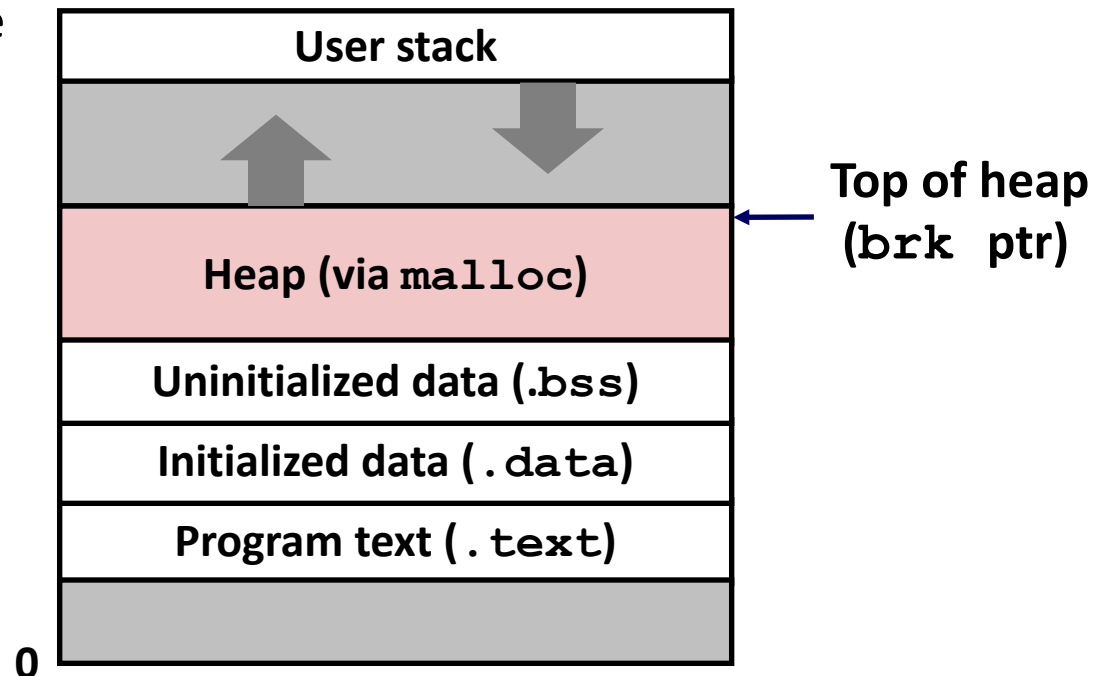 e
User stack
Top of heap
(brk ptr)
Heap (via malloc)
Uninitialized data (.bss)
Initialized data (.data)
Program text (.text)
0